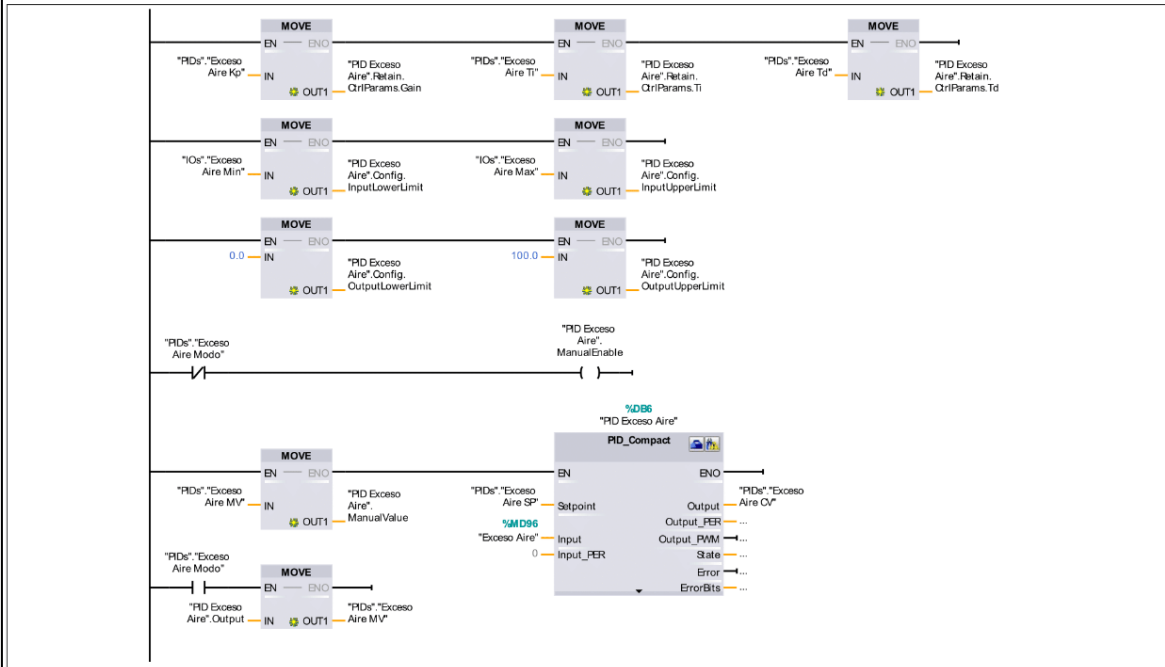 MOVE MOVE MOVE
EN ENO EN ENO EN ENO
"PIDs"."Exceso
Aire Kp" IN
"PID Exceso
Aire".Retain.
OUT1 CtrlParams.Gain
"PIDs"."Exceso
Aire Ti" IN
"PID Exceso
Aire".Retain.
OUT1 CtrlParams.Ti
"PIDs"."Exceso
Aire Td" IN
"PID Exceso
Aire".Retain.
OUT1 CtrlParams.Td
MOVE MOVE
EN ENO EN ENO
"IOs"."Exceso
Aire Min" IN
"PID Exceso
Aire".Config.
OUT1 InputLowerLimit
"IOs"."Exceso
Aire Max" IN
"PID Exceso
Aire".Config.
OUT1 InputUpperLimit
MOVE MOVE
EN ENO EN ENO
0.0 IN
"PID Exceso
Aire".Config.
OUT1 OutputLowerLimit
100.0 IN
"PID Exceso
Aire".Config.
OUT1 OutputUpperLimit
"PIDs"."Exceso
Aire Modo"
"PID Exceso
Aire".
ManualEnable
%DB6
"PID Exceso Aire"
MOVE
EN ENO
"PIDs"."Exceso
Aire MV" IN
"PID Exceso
Aire".
OUT1 ManualValue
PID_Compact
EN ENO
"PIDs"."Exceso
Aire SP" Setpoint
%MD96
"Exceso Aire" Input
0 Input_PER
Output
"PIDs"."Exceso
Aire CV"
Output_PER ...
Output_PWM ...
State ...
Error ...
ErrorBits ...
"PIDs"."Exceso
Aire Modo"
MOVE
EN ENO
"PID Exceso
Aire".Output IN
OUT1
"PIDs"."Exceso
Aire MV"